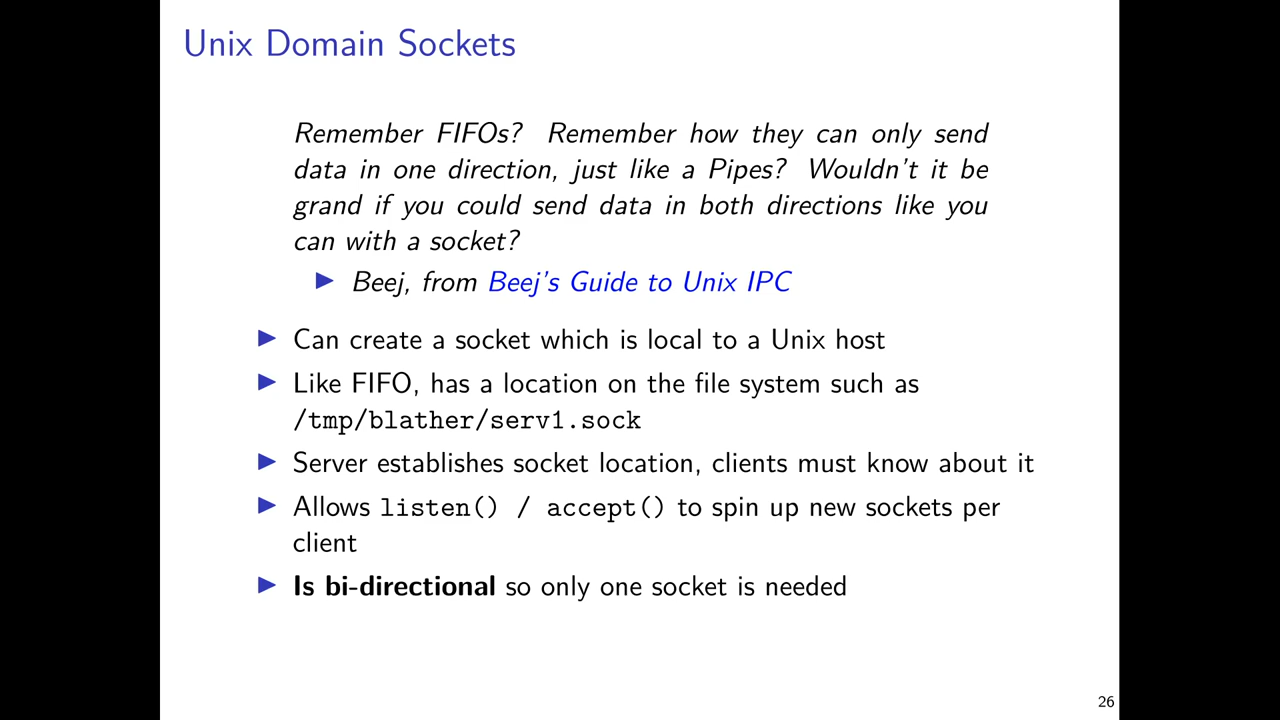 Unix Domain Sockets
Remember FIFOs? Remember how they can only send
data in one direction, just like a Pipes? Wouldn't it be
grand if you could send data in both directions like you
can with a socket?
▶ Beej, from Beej's Guide to Unix IPC
▶ Can create a socket which is local to a Unix host
▶ Like FIFO, has a location on the file system such as
/tmp/blather/serv1.sock
▶ Server establishes socket location, clients must know about it
▶ Allows listen() / accept() to spin up new sockets per
client
▶ Is bi-directional so only one socket is needed
26